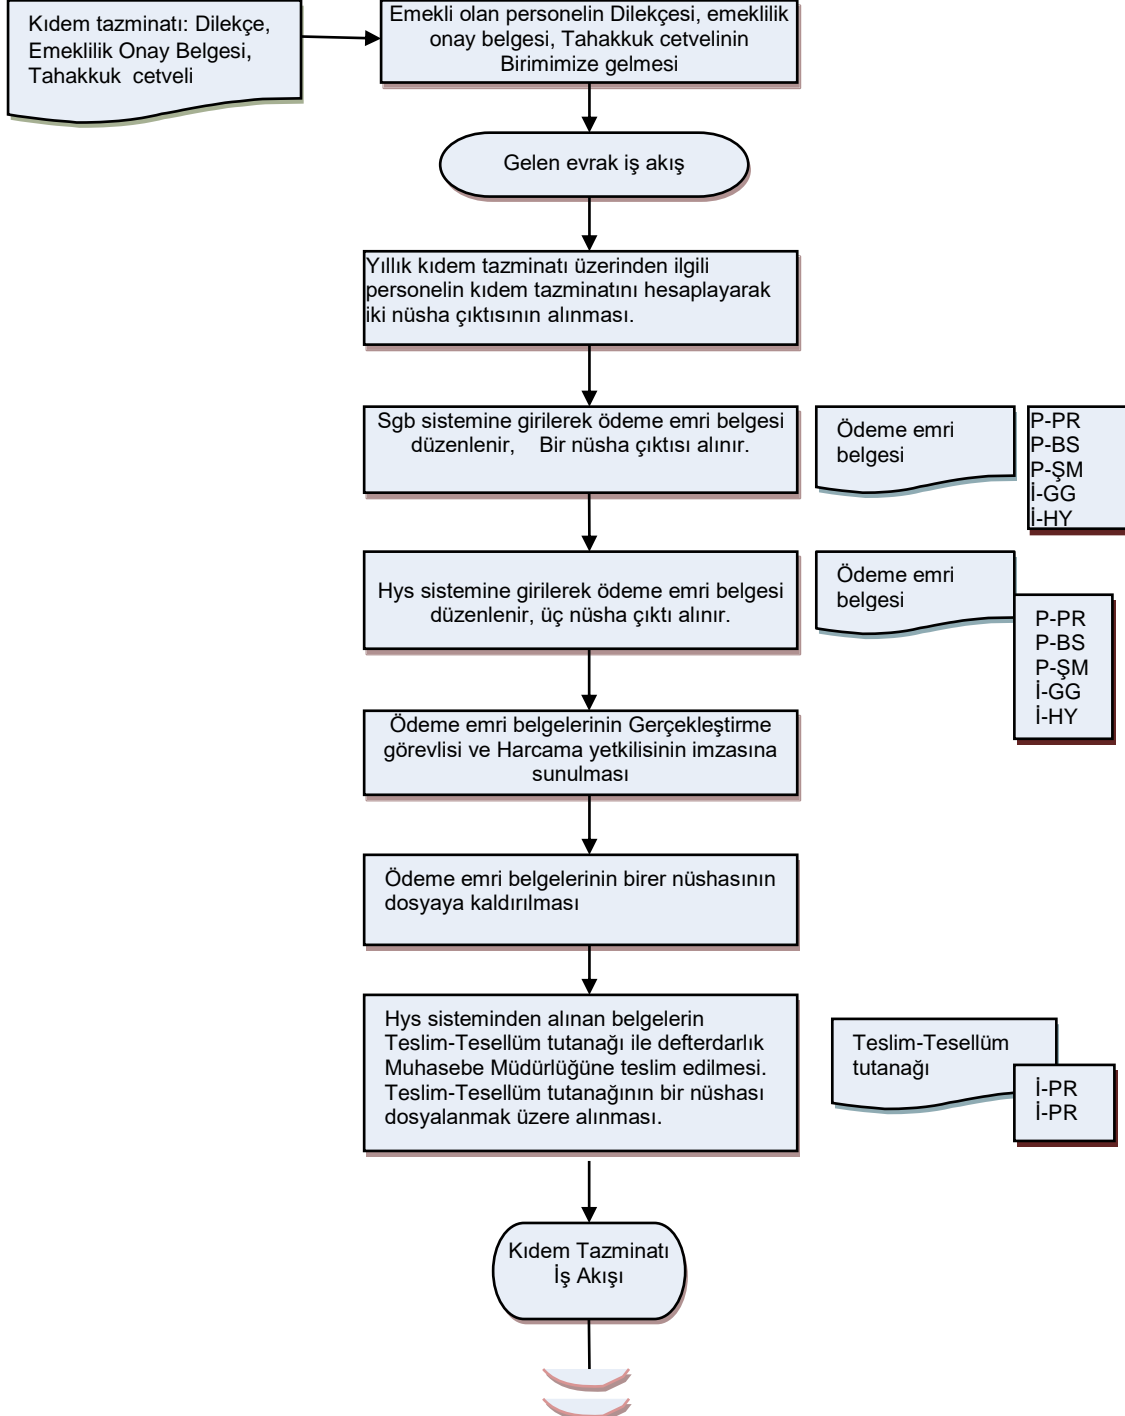 Kıdem tazminatı: Dilekçe,
Emeklilik Onay Belgesi,
Tahakkuk cetveli
Emekli olan personelin Dilekçesi, emeklilik
onay belgesi, Tahakkuk cetvelinin
Birimimize gelmesi
Gelen evrak iş akış
Yıllık kıdem tazminatı üzerinden ilgili
personelin kıdem tazminatını hesaplayarak
iki nüsha çıktısının alınması.
Sgb sistemine girilerek ödeme emri belgesi
düzenlenir, Bir nüsha çıktısı alınır.
Ödeme emri
belgesi
P-PR
P-BS
P-ŞM
İ-GG
İ-HY
Hys sistemine girilerek ödeme emri belgesi
düzenlenir, üç nüsha çıktı alınır.
Ödeme emri
belgesi
P-PR
P-BS
P-ŞM
İ-GG
İ-HY
Ödeme emri belgelerinin Gerçekleştirme
görevlisi ve Harcama yetkilisinin imzasına
sunulması
Ödeme emri belgelerinin birer nüshasının
dosyaya kaldırılması
Hys sisteminden alınan belgelerin
Teslim-Tesellüm tutanağı ile defterdarlık
Muhasebe Müdürlüğüne teslim edilmesi.
Teslim-Tesellüm tutanağının bir nüshası
dosyalanmak üzere alınması.
Teslim-Tesellüm
tutanağı
İ-PR
İ-PR
Kıdem Tazminatı
İş Akışı